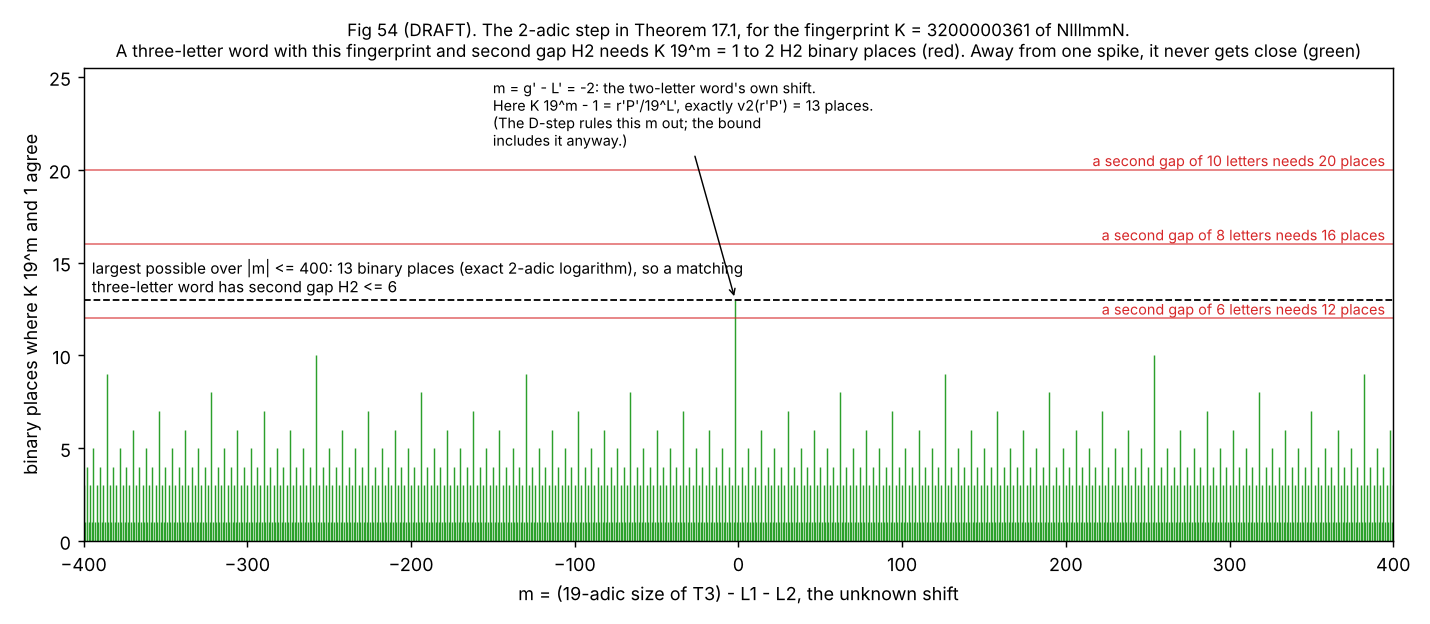 Fig 54 (DRAFT). The 2-adic step in Theorem 17.1, for the fingerprint K = 3200000361 of NlllmmN.
A three-letter word with this fingerprint and second gap H2 needs K 19^m = 1 to 2 H2 binary places (red). Away from one spike, it never gets close (green)
m = g' - L' = -2: the two-letter word's own shift.
Here K 19^m - 1 = r'P'/19^L', exactly v2(r'P') = 13 places.
(The D-step rules this m out; the bound
includes it anyway.)
a second gap of 10 letters needs 20 places
a second gap of 8 letters needs 16 places
largest possible over |m| <= 400: 13 binary places (exact 2-adic logarithm), so a matching
three-letter word has second gap H2 <= 6
a second gap of 6 letters needs 12 places
binary places where K 19^m and 1 agree
25
20
15
10
5
0
−400
−300
−200
−100
0
100
200
300
400
m = (19-adic size of T3) - L1 - L2, the unknown shift